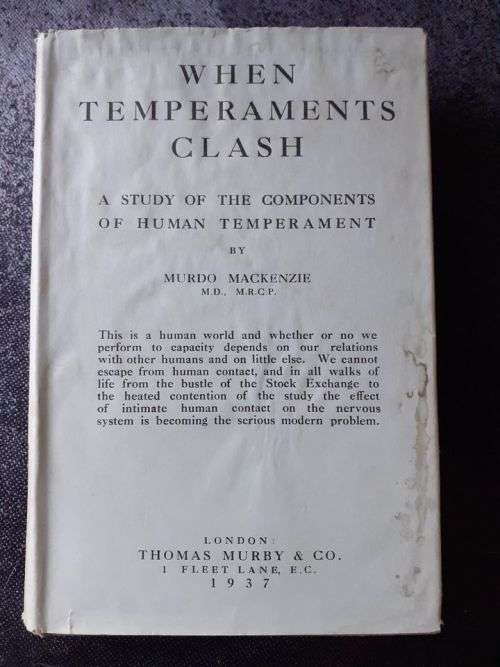 WHEN
TEMPERAMENTS
CLASH
A STUDY OF THE COMPONENTS
OF HUMAN TEMPERAMENT
BY
MURDO MACKENZIE
M.D., M.R.C.P.
This is a human world and whether or no we
perform to capacity depends on our relations
with other humans and on little else. We cannot
escape from human contact, and in all walks of
life from the bustle of the Stock Exchange to
the heated contention of the study the effect
of intimate human contact on the nervous
system is becoming the serious modern problem.
LONDON:
THOMAS MURBY & CO.
1 FLEET LANE, E.C.
1937